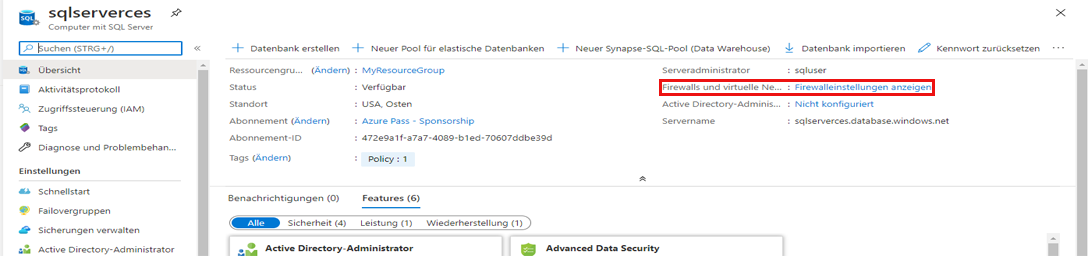 sqlserverces
Computer mit SQL Server
Suchen (STRG+/)
Übersicht
Aktivitätsprotokoll
Zugriffssteuerung (IAM)
Tags
Diagnose und Problembehan...
Einstellungen
Schnellstart
Failovergruppen
Sicherungen verwalten
Active Directory-Administrator
Datenbank erstellen
Neuer Pool für elastische Datenbanken
Neuer Synapse-SQL-Pool (Data Warehouse)
Datenbank importieren
Kennwort zurücksetzen
Ressourcengru... (Ändern) : MyResourceGroup
Status : Verfügbar
Standort : USA, Osten
Abonnement (Ändern) : Azure Pass - Sponsorship
Abonnement-ID : 472e9a1f-a7a7-4089-b1ed-70607ddbe39d
Tags (Ändern) : Policy : 1
Serveradministrator : sqluser
Firewalls und virtuelle Ne... : Firewalleinstellungen anzeigen
Active Directory-Adminis... : Nicht konfiguriert
Servername : sqlserverces.database.windows.net
Benachrichtigungen (0)
Features (6)
Alle
Sicherheit (4)
Leistung (1)
Wiederherstellung (1)
Active Directory-Administrator
Advanced Data Security